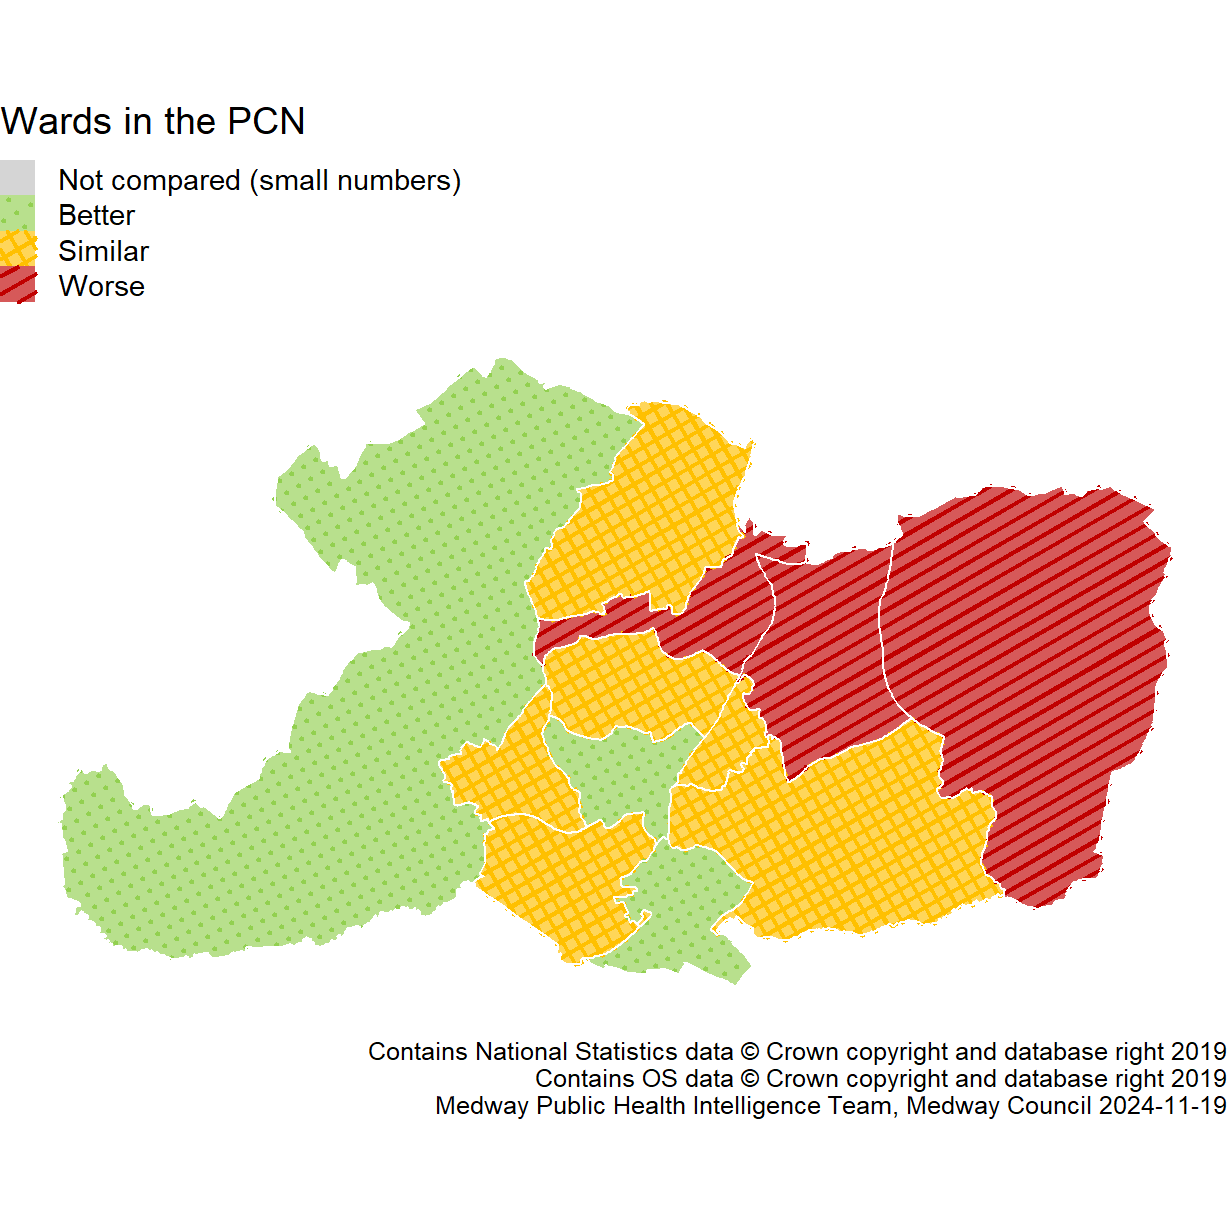 Wards in the PCN
Not compared (small numbers)
Better
Similar
Worse
Contains National Statistics data © Crown copyright and database right 2019
Contains OS data © Crown copyright and database right 2019
Medway Public Health Intelligence Team, Medway Council 2024-11-19